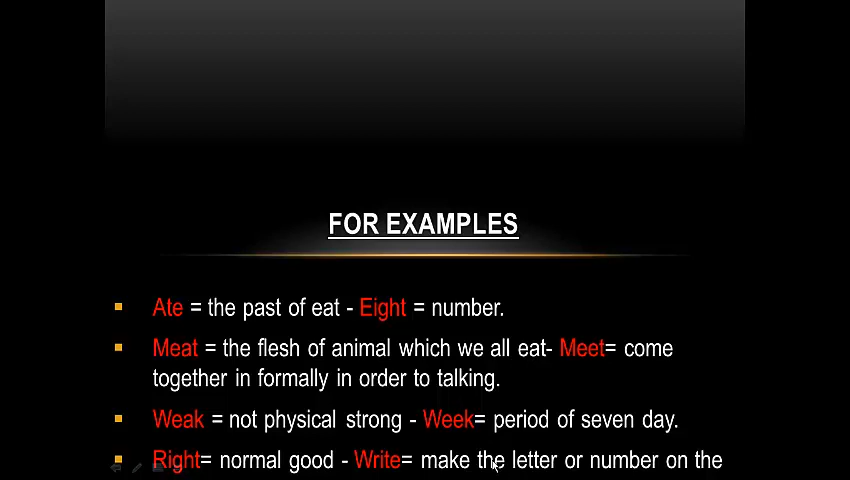 FOR EXAMPLES
Ate = the past of eat - Eight = number.
Meat = the flesh of animal which we all eat- Meet= come
together in formally in order to talking.
Weak = not physical strong - Week= period of seven day.
Right= normal good - Write= make the letter or number on the